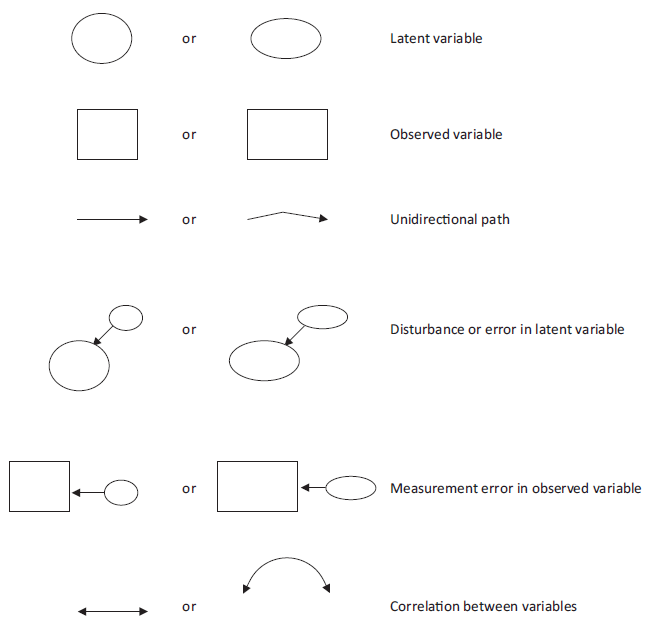 or Latent variable
or Observed variable
or Unidirectional path
or Disturbance or error in latent variable
or Measurement error in observed variable
or Correlation between variables